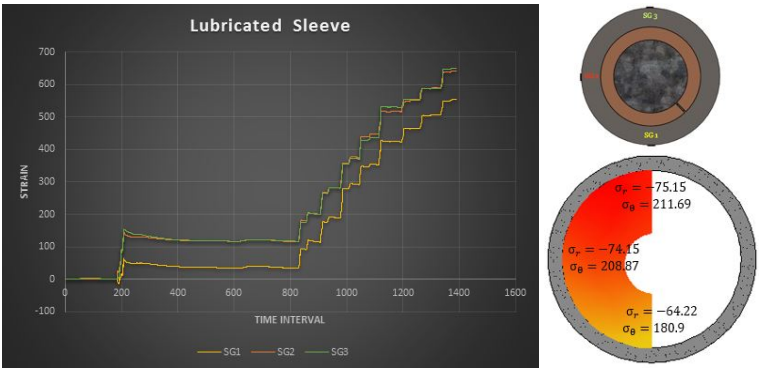 Lubricated Sleeve
700
600
500
400
300
200
100
0
-100
0 200 400 600 800 1000 1200 1400 1600
STRAIN
TIME INTERVAL
SG1 SG2 SG3
SG 3
SG 1
σr = −75.15
σθ = 211.69
σr = −74.15
σθ = 208.87
σr = −64.22
σθ = 180.9